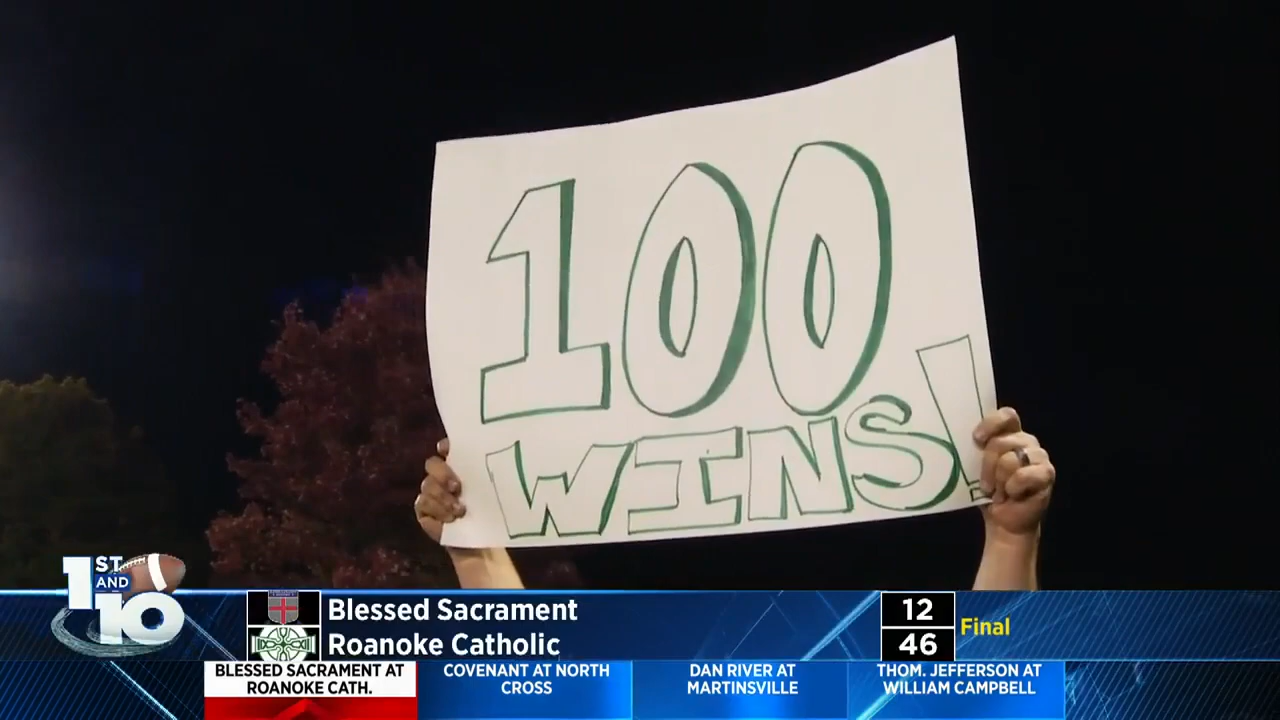 100
WINS!
1ST
AND
10
Blessed Sacrament 12
Roanoke Catholic 46
Final
BLESSED SACRAMENT AT
ROANOKE CATH.
COVENANT AT NORTH
CROSS
DAN RIVER AT
MARTINSVILLE
THOM. JEFFERSON AT
WILLIAM CAMPBELL